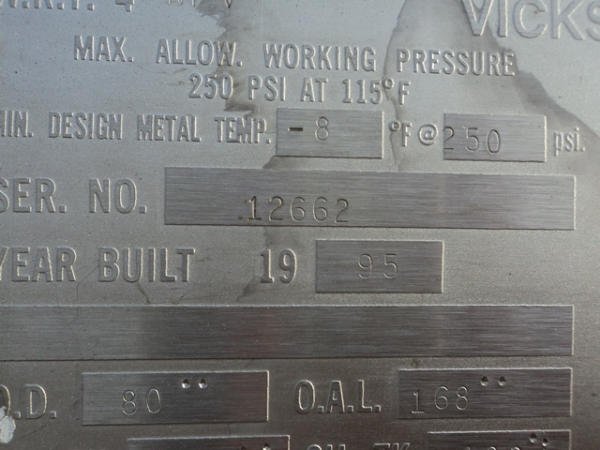 VICKS
MAX. ALLOW. WORKING PRESSURE
250 PSI AT 115°F
MIN. DESIGN METAL TEMP. -8 °F@ 250 psi.
SER. NO. 12662
YEAR BUILT 19 95
O.D. 80" O.A.L. 168"